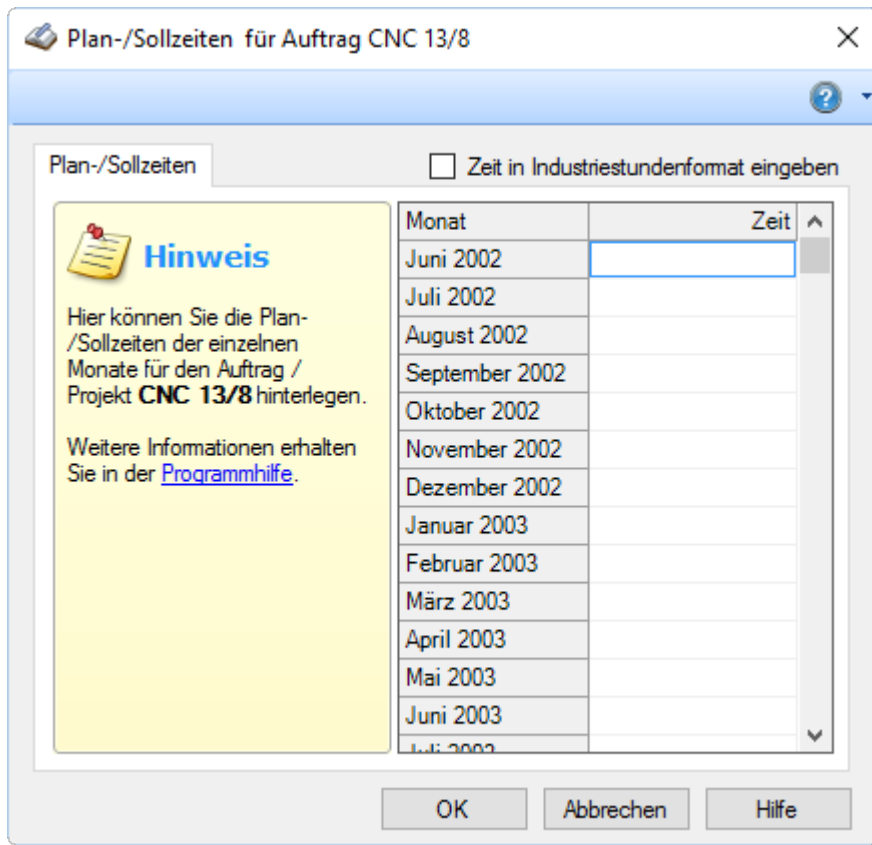 Plan-/Sollzeiten für Auftrag CNC 13/8
Plan-/Sollzeiten
Zeit in Industriestundenformat eingeben
Hinweis
Hier können Sie die Plan-
/Sollzeiten der einzelnen
Monate für den Auftrag /
Projekt CNC 13/8 hinterlegen.
Weitere Informationen erhalten
Sie in der Programmhilfe.
Monat Zeit
Juni 2002
Juli 2002
August 2002
September 2002
Oktober 2002
November 2002
Dezember 2002
Januar 2003
Februar 2003
März 2003
April 2003
Mai 2003
Juni 2003
Juli 2003
OK Abbrechen Hilfe